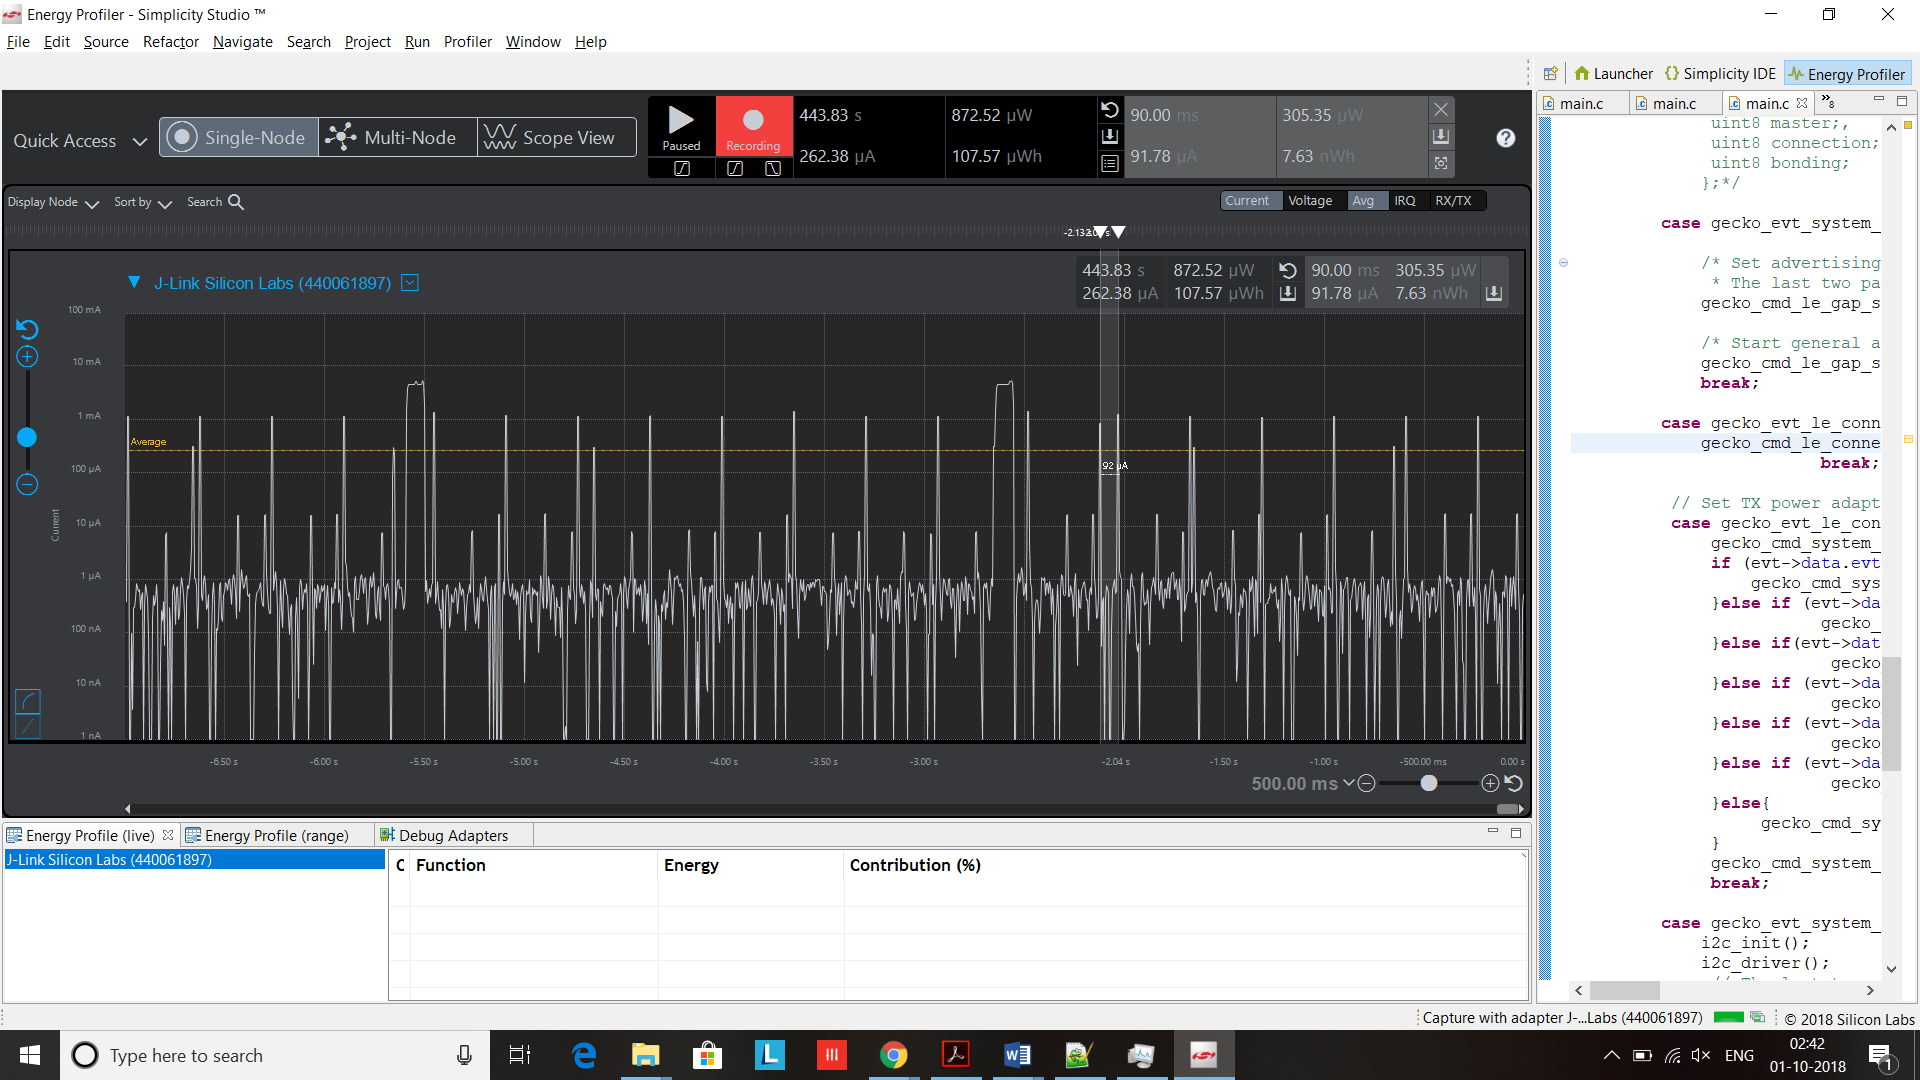 Energy Profiler - Simplicity Studio ™
File Edit Source Refactor Navigate Search Project Run Profiler Window Help
Launcher {} Simplicity IDE Energy Profiler
Quick Access Single-Node Multi-Node Scope View
Paused Recording
443.83 s 872.52 µW
262.38 µA 107.57 µWh
90.00 ms 305.35 µW
91.78 µA 7.63 nWh
Display Node Sort by Search
Current Voltage Avg IRQ RX/TX
J-Link Silicon Labs (440061897)
443.83 s 872.52 µW 90.00 ms 305.35 µW
262.38 µA 107.57 µWh 91.78 µA 7.63 nWh
100 mA
10 mA
1 mA
Average
92 µA
100 µA
10 µA
Current
1 µA
100 nA
10 nA
1 nA
-6.50 s -6.00 s -5.50 s -5.00 s -4.50 s -4.00 s -3.50 s -3.00 s -2.04 s -1.50 s -1.00 s -500.00 ms 0.00 s
500.00 ms
Energy Profile (live) Energy Profile (range) Debug Adapters
J-Link Silicon Labs (440061897)
C Function Energy Contribution (%)
main.c main.c main.c »8
uint8 master;,
uint8 connection;
uint8 bonding;
};*/
case gecko_evt_system_
/* Set advertising
* The last two pa
gecko_cmd_le_gap_s
/* Start general a
gecko_cmd_le_gap_s
break;
case gecko_evt_le_conn
gecko_cmd_le_conne
break;
// Set TX power adapt
case gecko_evt_le_con
gecko_cmd_system_
if (evt->data.evt
gecko_cmd_sys
}else if (evt->da
gecko_
}else if(evt->dat
gecko
}else if (evt->da
gecko
}else if (evt->da
gecko
}else if (evt->da
gecko
}else{
gecko_cmd_sy
}
gecko_cmd_system_
break;
case gecko_evt_system_
i2c_init();
i2c_driver();
Capture with adapter J-...Labs (440061897) © 2018 Silicon Labs
Type here to search
ENG
02:42
01-10-2018
1